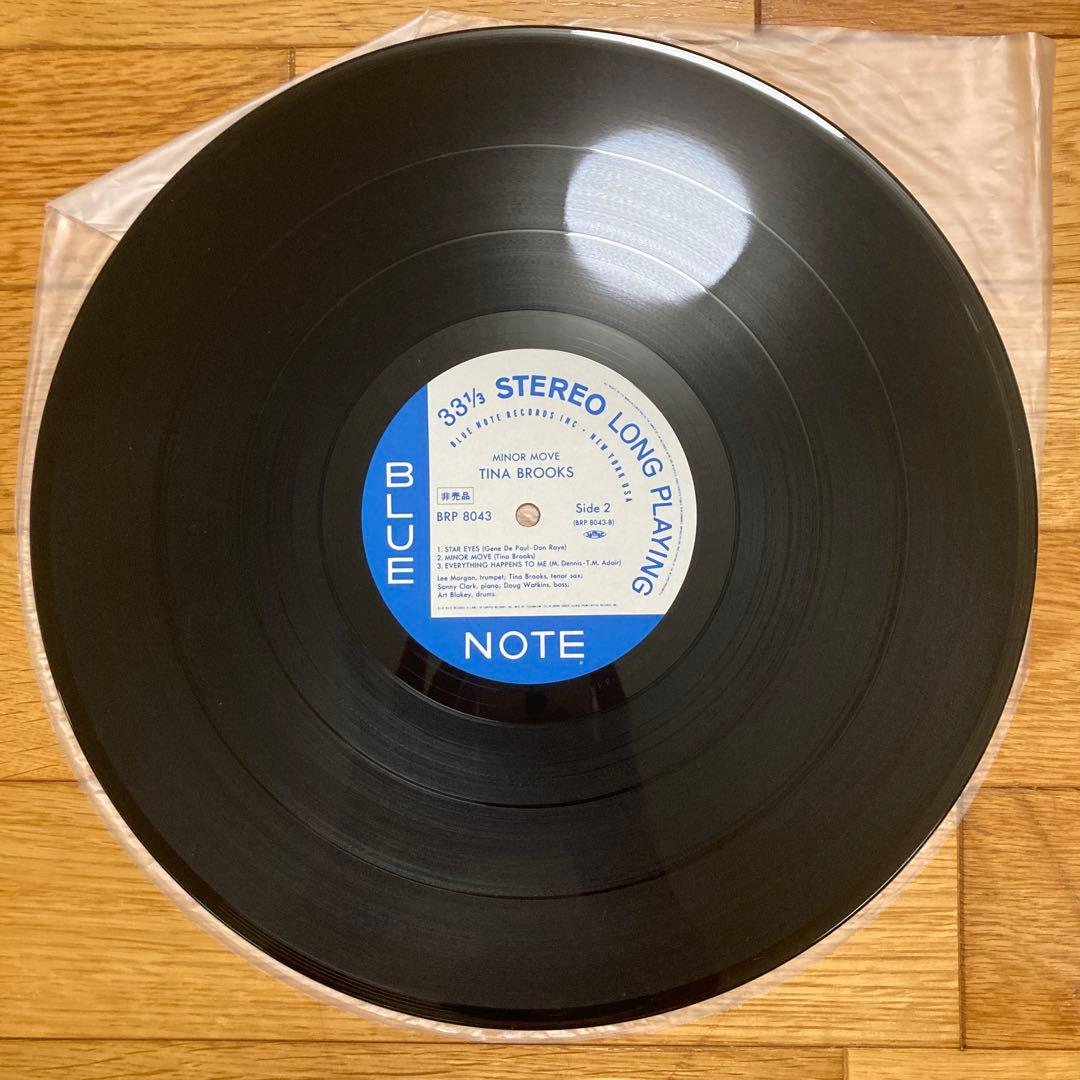 33⅓ STEREO LONG PLAYING
BLUE NOTE RECORDS INC · NEW YORK USA
MINOR MOVE
TINA BROOKS
非売品
BRP 8043
Side 2
(BRP 8043-B)
1. STAR EYES (Gene De Paul-Don Raye)
2. MINOR MOVE (Tina Brooks)
3. EVERYTHING HAPPENS TO ME (M. Dennis-T.M. Adair)
Lee Morgan, trumpet; Tina Brooks, tenor sax;
Sonny Clark, piano; Doug Watkins, bass;
Art Blakey, drums.
BLUE
NOTE